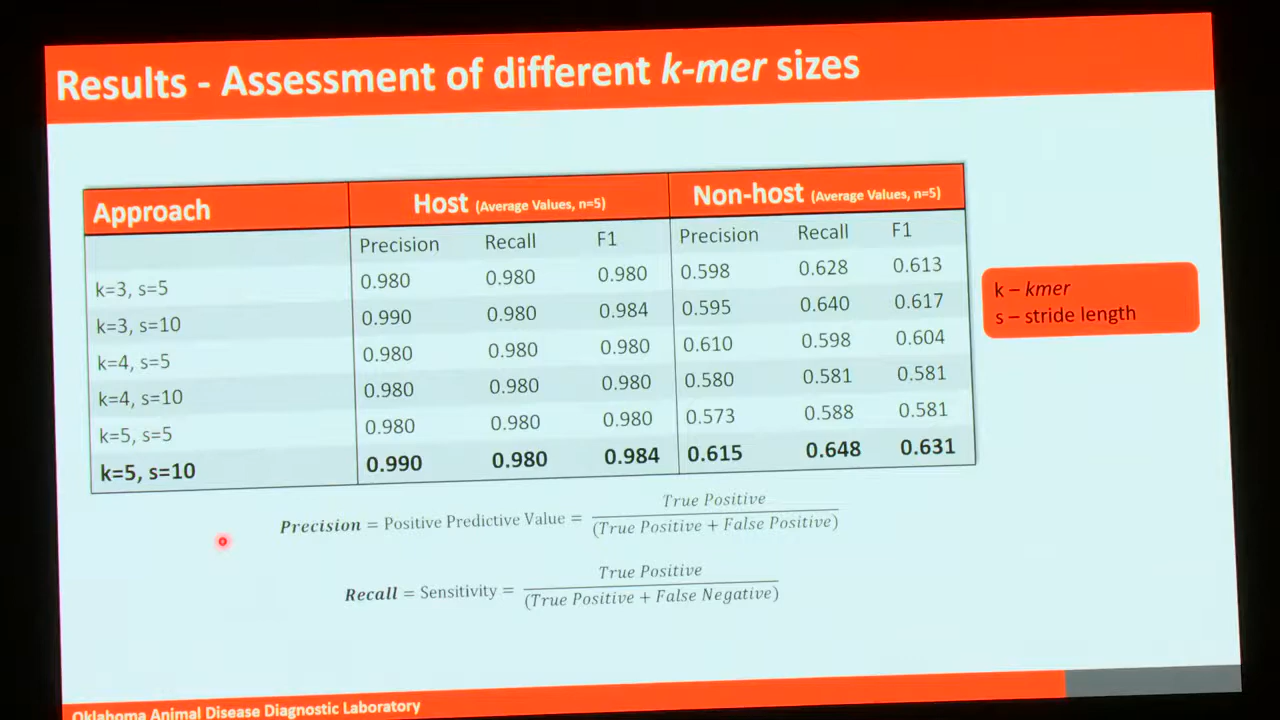 Results - Assessment of different k-mer sizes
Approach Host (Average Values, n=5) Non-host (Average Values, n=5)
Precision Recall F1 Precision Recall F1
k=3, s=5 0.980 0.980 0.980 0.598 0.628 0.613
k=3, s=10 0.990 0.980 0.984 0.595 0.640 0.617
k=4, s=5 0.980 0.980 0.980 0.610 0.598 0.604
k=4, s=10 0.980 0.980 0.980 0.580 0.581 0.581
k=5, s=5 0.980 0.980 0.980 0.573 0.588 0.581
k=5, s=10 0.990 0.980 0.984 0.615 0.648 0.631
k – kmer
s – stride length
Precision = Positive Predictive Value = True Positive / (True Positive + False Positive)
Recall = Sensitivity = True Positive / (True Positive + False Negative)
Oklahoma Animal Disease Diagnostic Laboratory